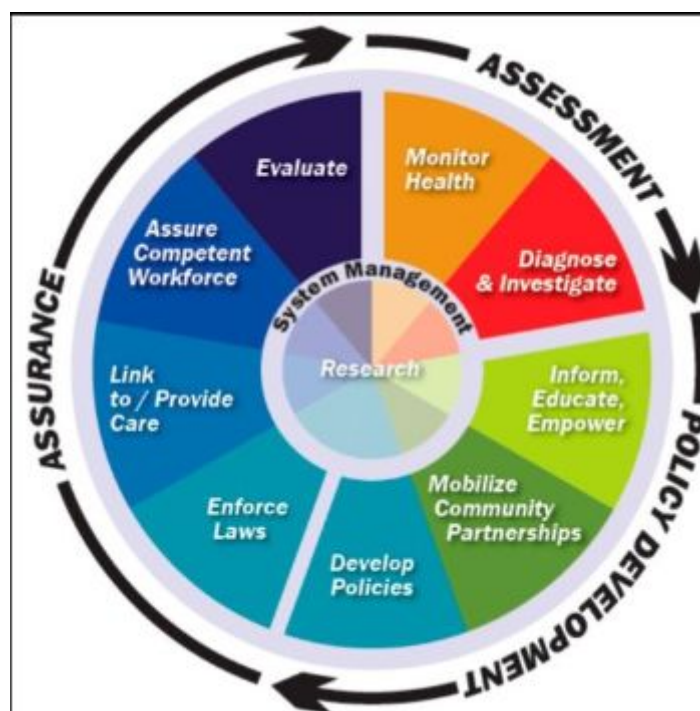 ASSESSMENT
Monitor
Health
Diagnose
& Investigate
POLICY DEVELOPMENT
Inform,
Educate,
Empower
Mobilize
Community
Partnerships
Develop
Policies
ASSURANCE
Enforce
Laws
Link
to / Provide
Care
Assure
Competent
Workforce
Evaluate
System Management
Research